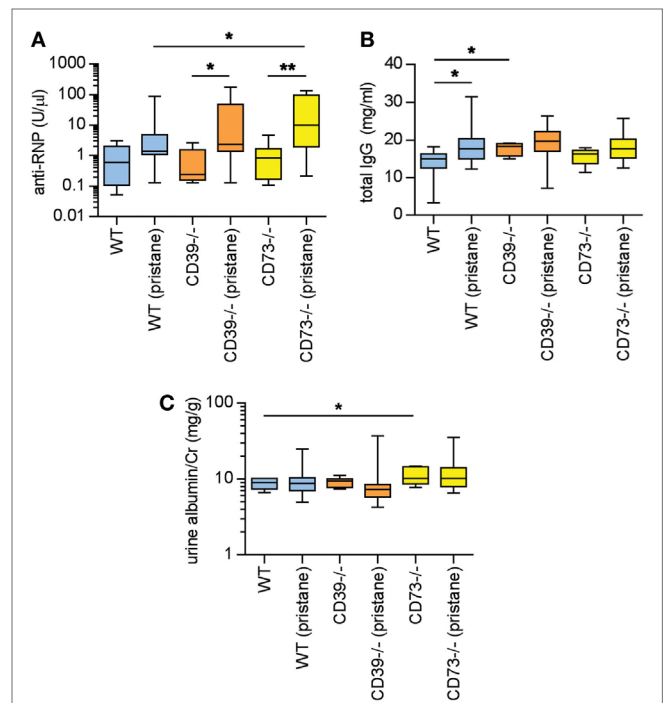 A
*
*
**
anti-RNP (U/μl)
1000
100
10
1
0.1
0.01
WT
WT (pristane)
CD39-/-
CD39-/- (pristane)
CD73-/-
CD73-/- (pristane)
B
*
*
total IgG (mg/ml)
40
30
20
10
0
WT
WT (pristane)
CD39-/-
CD39-/- (pristane)
CD73-/-
CD73-/- (pristane)
C
*
urine albumin/Cr (mg/g)
100
10
1
WT
WT (pristane)
CD39-/-
CD39-/- (pristane)
CD73-/-
CD73-/- (pristane)